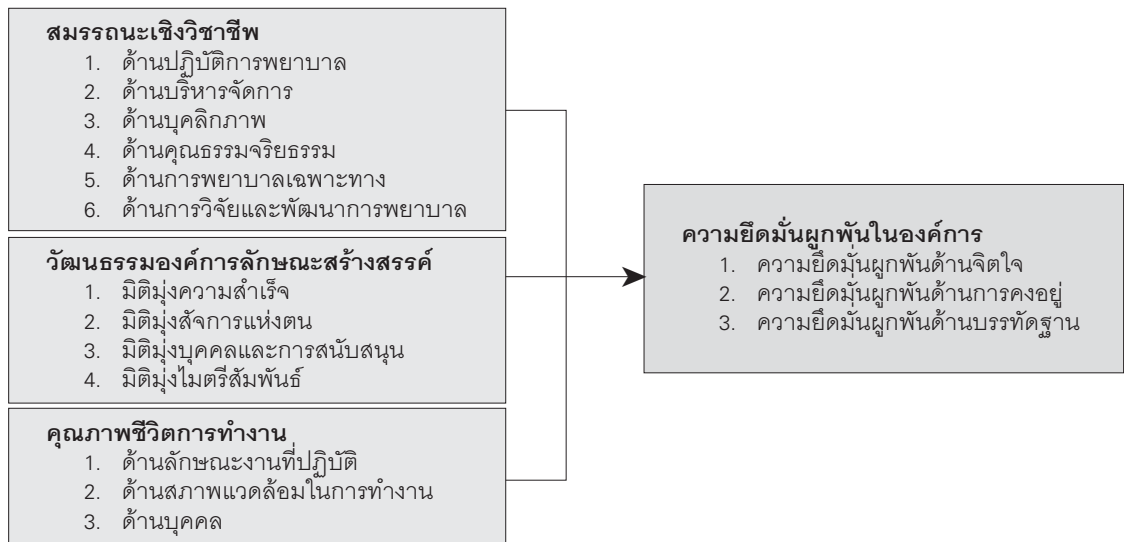 สมรรถนะเชิงวิชาชีพ
1. ด้านปฏิบัติการพยาบาล
2. ด้านบริหารจัดการ
3. ด้านบุคลิกภาพ
4. ด้านคุณธรรมจริยธรรม
5. ด้านการพยาบาลเฉพาะทาง
6. ด้านการวิจัยและพัฒนาการพยาบาล
วัฒนธรรมองค์การลักษณะสร้างสรรค์
1. มิติมุ่งความสำเร็จ
2. มิติมุ่งสัจการแห่งตน
3. มิติมุ่งบุคคลและการสนับสนุน
4. มิติมุ่งไมตรีสัมพันธ์
คุณภาพชีวิตการทำงาน
1. ด้านลักษณะงานที่ปฏิบัติ
2. ด้านสภาพแวดล้อมในการทำงาน
3. ด้านบุคคล
ความยึดมั่นผูกพันในองค์การ
1. ความยึดมั่นผูกพันด้านจิตใจ
2. ความยึดมั่นผูกพันด้านการคงอยู่
3. ความยึดมั่นผูกพันด้านบรรทัดฐาน